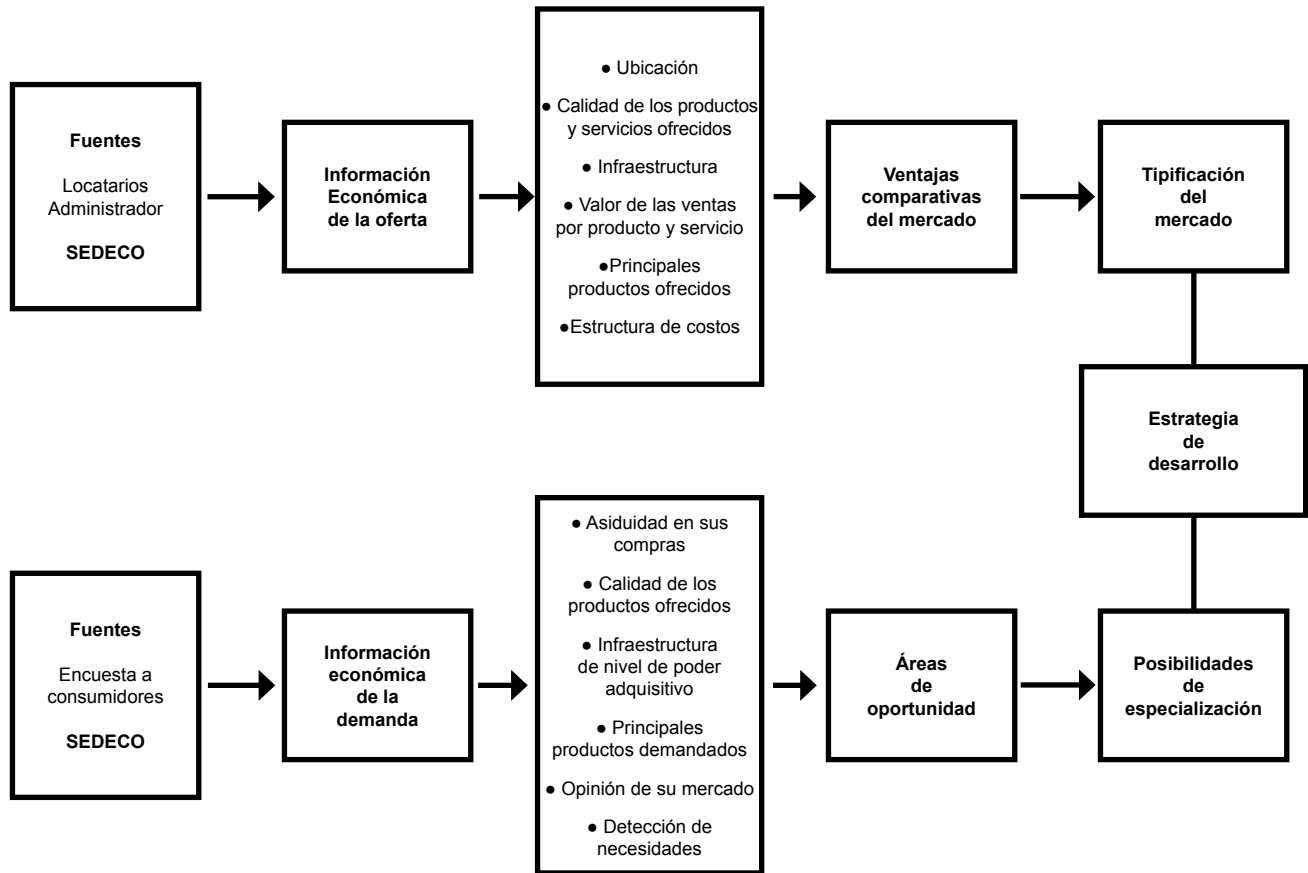 Fuentes
Locatarios
Administrador
SEDECO
Información
Económica
de la oferta
● Ubicación
● Calidad de los productos
y servicios ofrecidos
● Infraestructura
● Valor de las ventas
por producto y servicio
●Principales
productos ofrecidos
●Estructura de costos
Ventajas
comparativas
del mercado
Tipificación
del
mercado
Estrategia
de
desarrollo
Fuentes
Encuesta a
consumidores
SEDECO
Información
económica
de la
demanda
● Asiduidad en sus
compras
● Calidad de los
productos ofrecidos
● Infraestructura
de nivel de poder
adquisitivo
● Principales
productos demandados
● Opinión de su mercado
● Detección de
necesidades
Áreas
de
oportunidad
Posibilidades
de
especialización